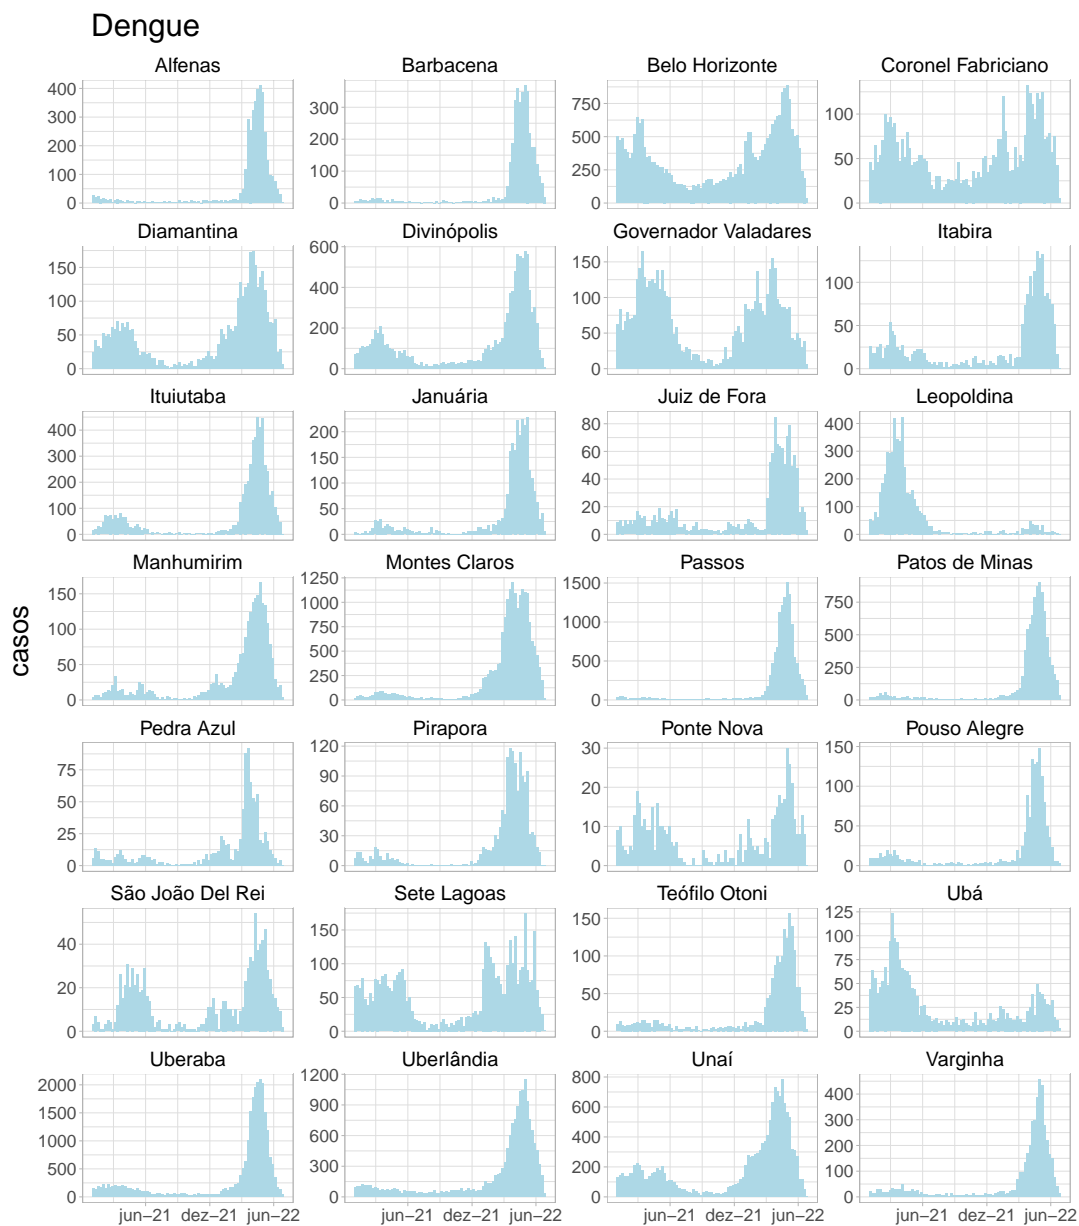 Dengue
Alfenas Barbacena Belo Horizonte Coronel Fabriciano
400 300 200 100 0
300 200 100 0
750 500 250 0
100 50 0
Diamantina Divinópolis Governador Valadares Itabira
150 100 50 0
600 400 200 0
150 100 50 0
100 50 0
Ituiutaba Januária Juiz de Fora Leopoldina
400 300 200 100 0
200 150 100 50 0
80 60 40 20 0
400 300 200 100 0
Manhumirim Montes Claros Passos Patos de Minas
150 100 50 0
1250 1000 750 500 250 0
1500 1000 500 0
750 500 250 0
casos
Pedra Azul Pirapora Ponte Nova Pouso Alegre
75 50 25 0
120 90 60 30 0
30 20 10 0
150 100 50 0
São João Del Rei Sete Lagoas Teófilo Otoni Ubá
40 20 0
150 100 50 0
150 100 50 0
125 100 75 50 25 0
Uberaba Uberlândia Unaí Varginha
2000 1500 1000 500 0
1200 900 600 300 0
800 600 400 200 0
400 300 200 100 0
jun–21 dez–21 jun–22 jun–21 dez–21 jun–22 jun–21 dez–21 jun–22 jun–21 dez–21 jun–22